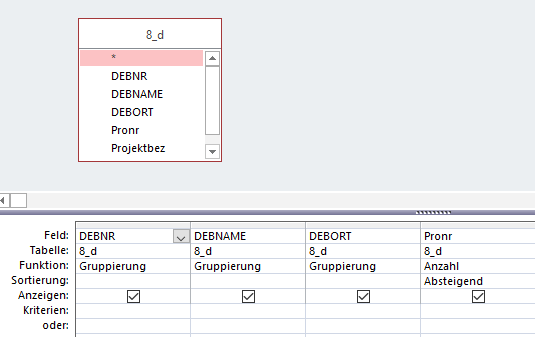 8_d
*
DEBNR
DEBNAME
DEBORT
Pronr
Projektbez
Feld: DEBNR DEBNAME DEBORT Pronr
Tabelle: 8_d 8_d 8_d 8_d
Funktion: Gruppierung Gruppierung Gruppierung Anzahl
Sortierung: Absteigend
Anzeigen:
Kriterien:
oder: